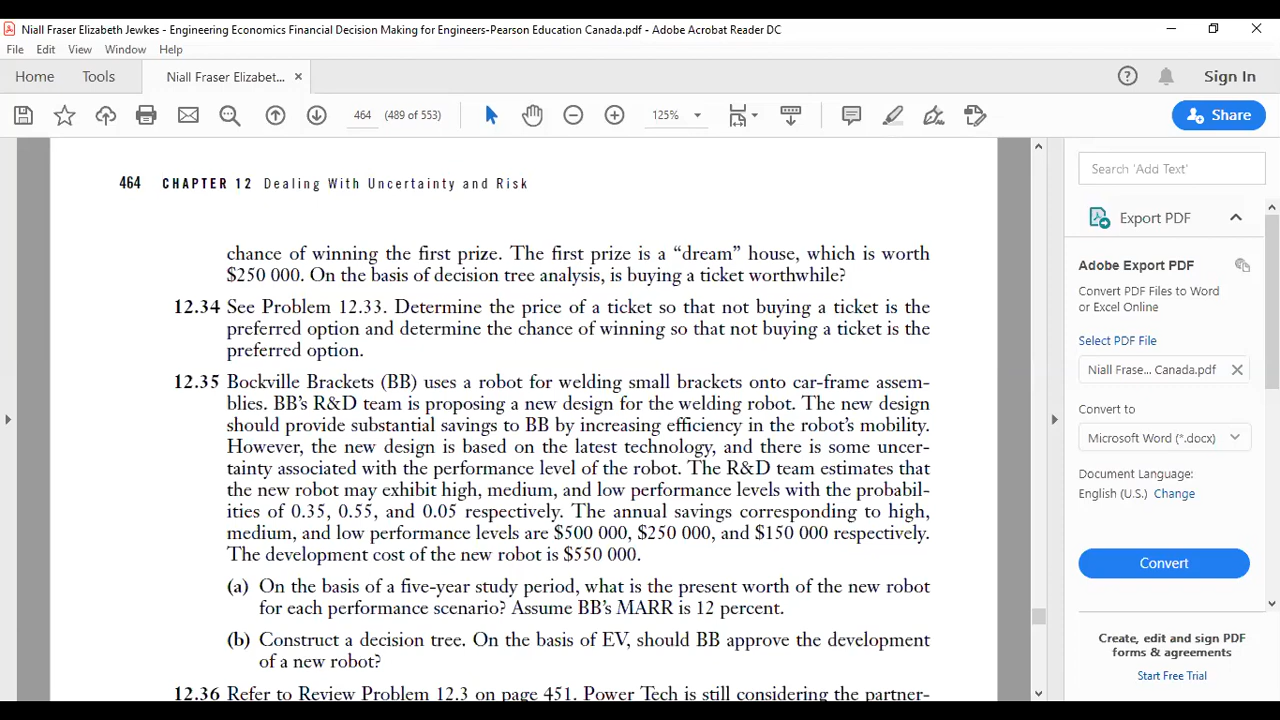 Niall Fraser Elizabeth Jewkes - Engineering Economics Financial Decision Making for Engineers-Pearson Education Canada.pdf - Adobe Acrobat Reader DC
File Edit View Window Help
Home Tools Niall Fraser Elizabet... Sign In
464 (489 of 553) 125% Share
464 CHAPTER 12 Dealing With Uncertainty and Risk
chance of winning the first prize. The first prize is a “dream” house, which is worth
$250 000. On the basis of decision tree analysis, is buying a ticket worthwhile?
12.34 See Problem 12.33. Determine the price of a ticket so that not buying a ticket is the
preferred option and determine the chance of winning so that not buying a ticket is the
preferred option.
12.35 Bockville Brackets (BB) uses a robot for welding small brackets onto car-frame assem-
blies. BB’s R&D team is proposing a new design for the welding robot. The new design
should provide substantial savings to BB by increasing efficiency in the robot’s mobility.
However, the new design is based on the latest technology, and there is some uncer-
tainty associated with the performance level of the robot. The R&D team estimates that
the new robot may exhibit high, medium, and low performance levels with the probabil-
ities of 0.35, 0.55, and 0.05 respectively. The annual savings corresponding to high,
medium, and low performance levels are $500 000, $250 000, and $150 000 respectively.
The development cost of the new robot is $550 000.
(a) On the basis of a five-year study period, what is the present worth of the new robot
for each performance scenario? Assume BB’s MARR is 12 percent.
(b) Construct a decision tree. On the basis of EV, should BB approve the development
of a new robot?
12.36 Refer to Review Problem 12.3 on page 451. Power Tech is still considering the partner-
Search 'Add Text'
Export PDF
Adobe Export PDF
Convert PDF Files to Word
or Excel Online
Select PDF File
Niall Frase... Canada.pdf
Convert to
Microsoft Word (*.docx)
Document Language:
English (U.S.) Change
Convert
Create, edit and sign PDF
forms & agreements
Start Free Trial